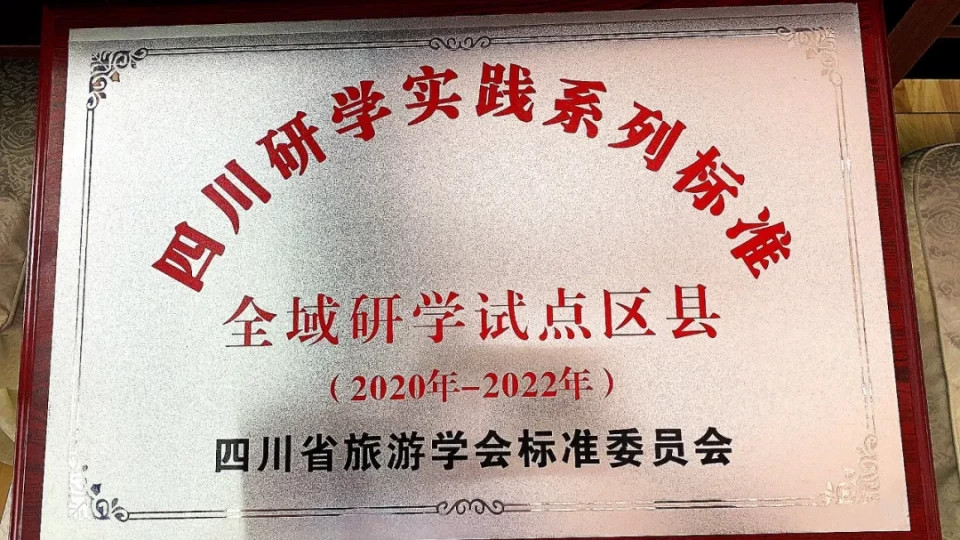 四川研学实践系列标准
全域研学试点区县
（2020年-2022年）
四川省旅游学会标准委员会